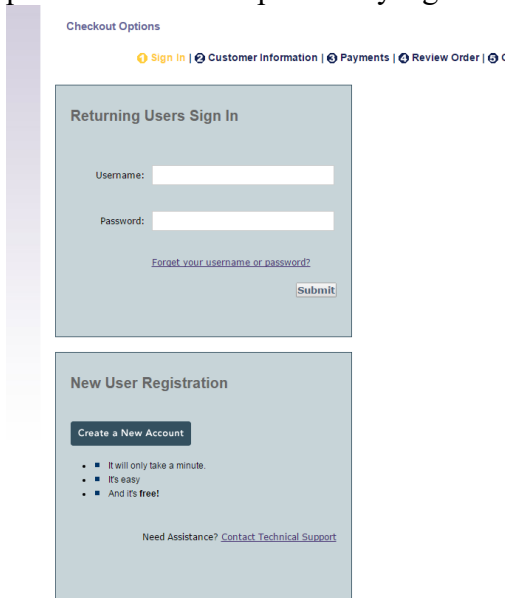 Checkout Options
1 Sign In | 2 Customer Information | 3 Payments | 4 Review Order | 5
Returning Users Sign In
Username:
Password:
Forget your username or password?
Submit
New User Registration
Create a New Account
It will only take a minute.
It's easy
And it's free!
Need Assistance? Contact Technical Support